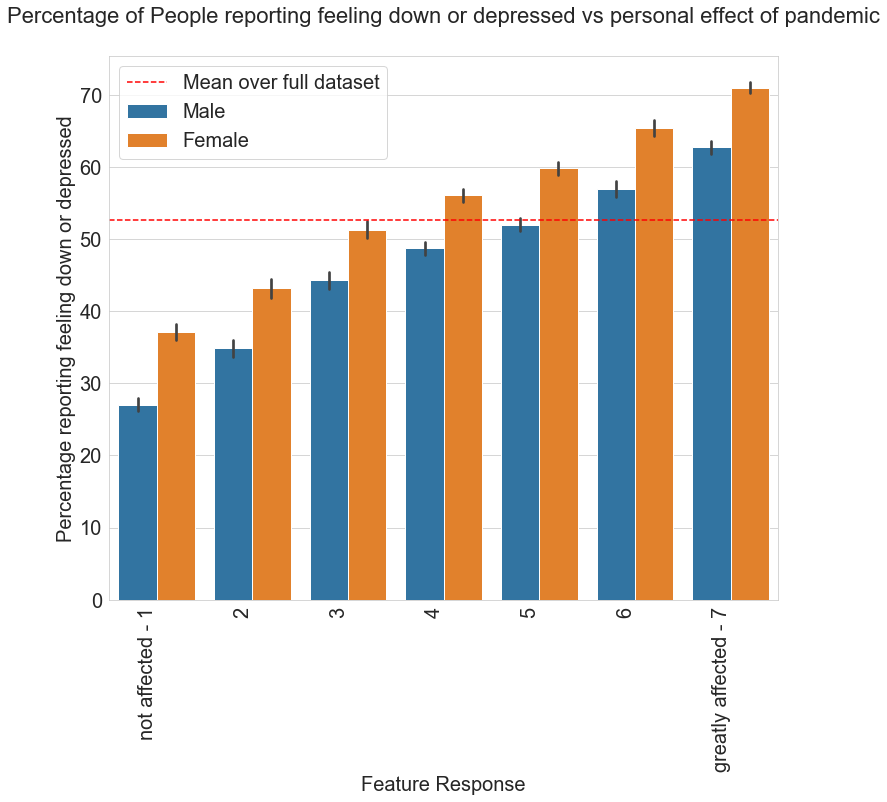 Percentage of People reporting feeling down or depressed vs personal effect of pandemic
Mean over full dataset
Male
Female
Percentage reporting feeling down or depressed
70
60
50
40
30
20
10
0
not affected - 1
2
3
4
5
6
greatly affected - 7
Feature Response